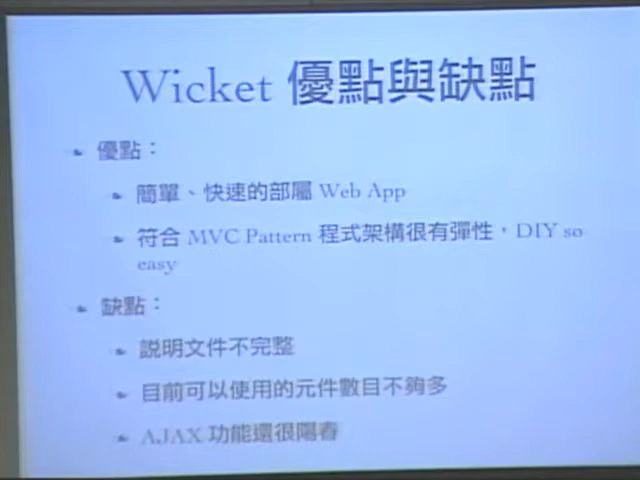 Wicket 優點與缺點
優點：
簡單、快速的部屬 Web App
符合 MVC Pattern 程式架構很有彈性，DIY so
easy
缺點：
說明文件不完整
目前可以使用的元件數目不夠多
AJAX 功能還很陽春